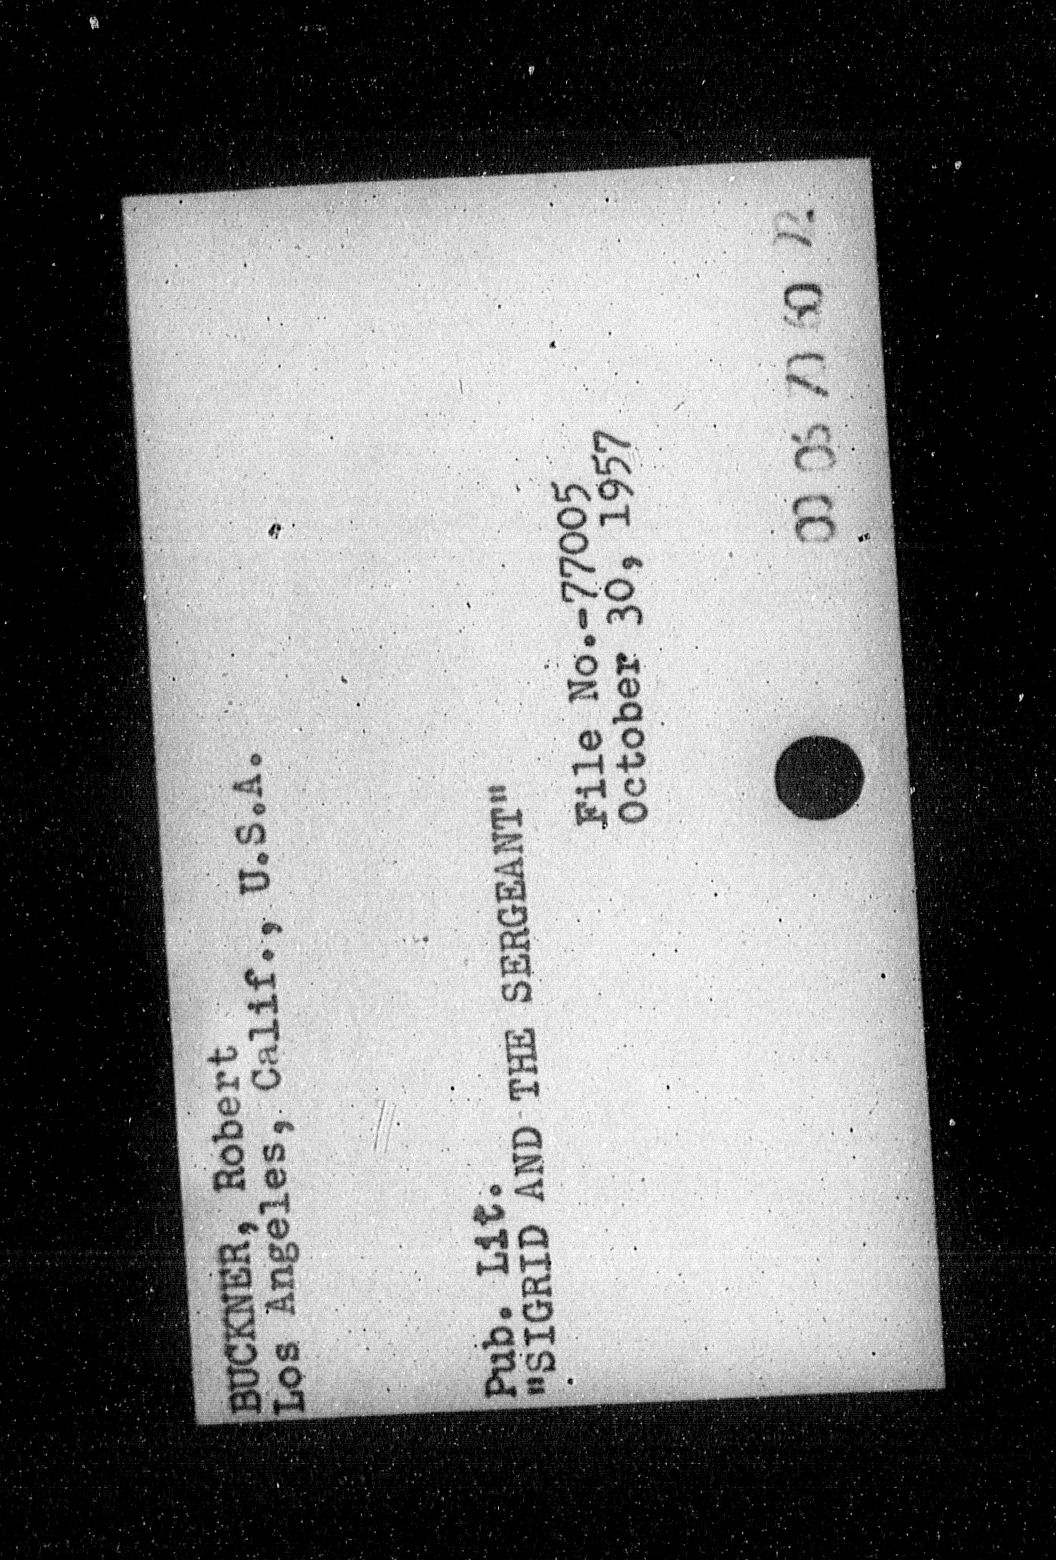 BUCKNER, Robert
Los Angeles, Calif., U.S.A.
Pub. Lit.
"SIGRID AND THE SERGEANT"
File No.-77005
October 30, 1957